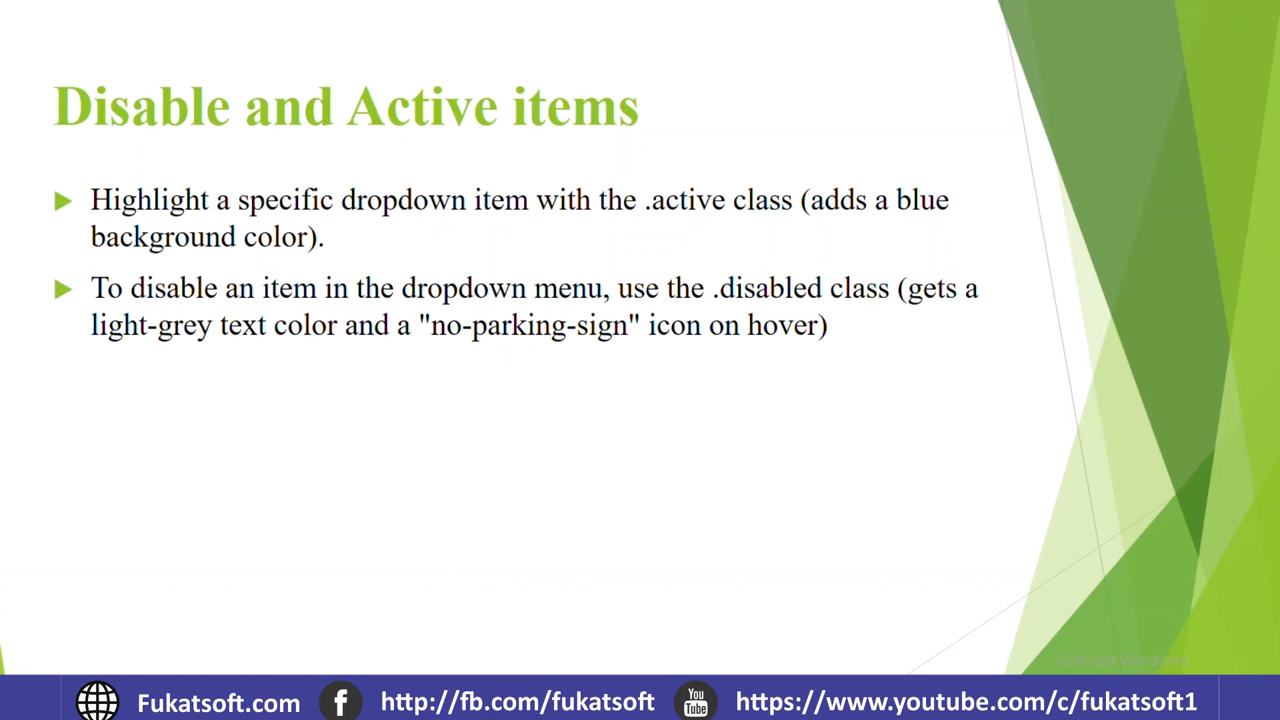 Disable and Active items
Highlight a specific dropdown item with the .active class (adds a blue
background color).
To disable an item in the dropdown menu, use the .disabled class (gets a
light-grey text color and a "no-parking-sign" icon on hover)
Activate Windows
Fukatsoft.com
http://fb.com/fukatsoft
You
Tube
https://www.youtube.com/c/fukatsoft1